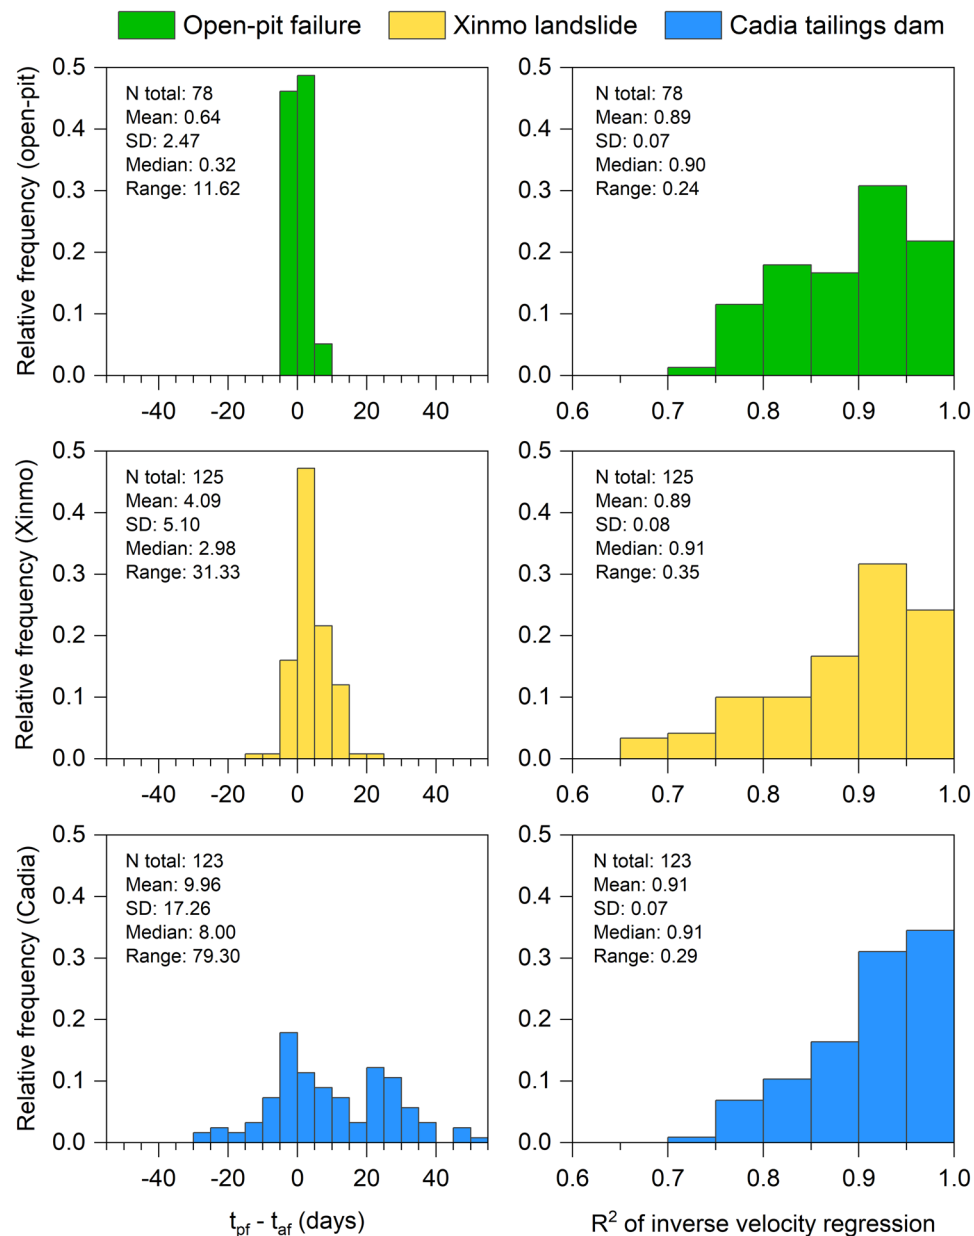 Open-pit failure Xinmo landslide Cadia tailings dam
Relative frequency (open-pit)
0.5
0.4
0.3
0.2
0.1
0.0
N total: 78
Mean: 0.64
SD: 2.47
Median: 0.32
Range: 11.62
-40 -20 0 20 40
0.5
0.4
0.3
0.2
0.1
0.0
N total: 78
Mean: 0.89
SD: 0.07
Median: 0.90
Range: 0.24
0.6 0.7 0.8 0.9 1.0
Relative frequency (Xinmo)
0.5
0.4
0.3
0.2
0.1
0.0
N total: 125
Mean: 4.09
SD: 5.10
Median: 2.98
Range: 31.33
-40 -20 0 20 40
0.5
0.4
0.3
0.2
0.1
0.0
N total: 125
Mean: 0.89
SD: 0.08
Median: 0.91
Range: 0.35
0.6 0.7 0.8 0.9 1.0
Relative frequency (Cadia)
0.5
0.4
0.3
0.2
0.1
0.0
N total: 123
Mean: 9.96
SD: 17.26
Median: 8.00
Range: 79.30
-40 -20 0 20 40
t_pf - t_af (days)
0.5
0.4
0.3
0.2
0.1
0.0
N total: 123
Mean: 0.91
SD: 0.07
Median: 0.91
Range: 0.29
0.6 0.7 0.8 0.9 1.0
R² of inverse velocity regression